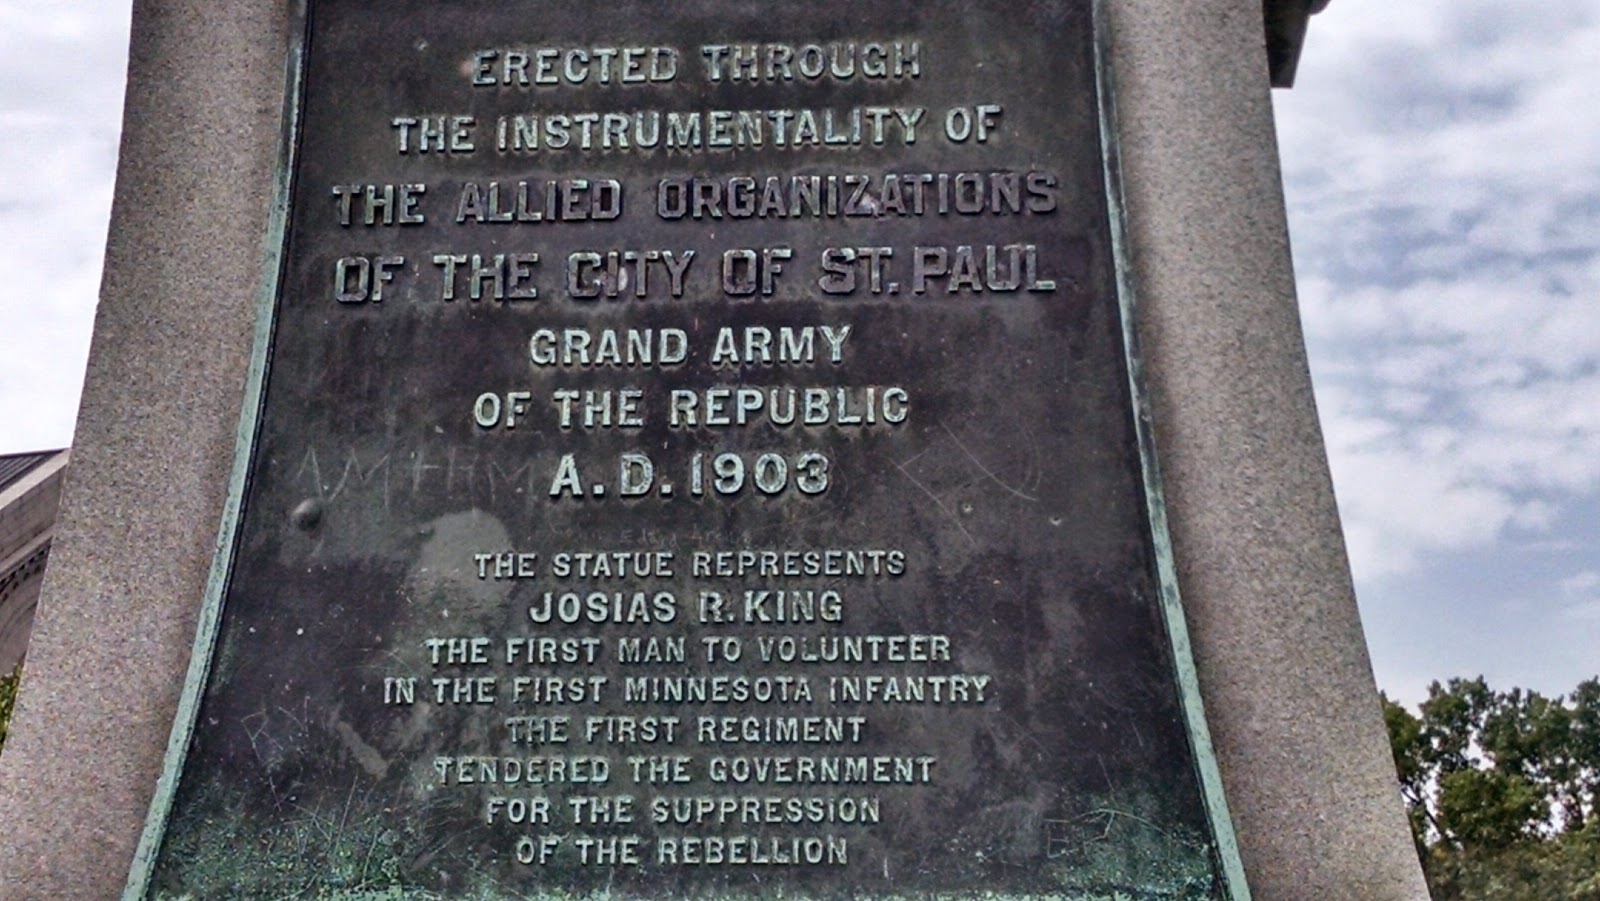 ERECTED THROUGH
THE INSTRUMENTALITY OF
THE ALLIED ORGANIZATIONS
OF THE CITY OF ST. PAUL
GRAND ARMY
OF THE REPUBLIC
A.D. 1903
THE STATUE REPRESENTS
JOSIAS R. KING
THE FIRST MAN TO VOLUNTEER
IN THE FIRST MINNESOTA INFANTRY
THE FIRST REGIMENT
TENDERED THE GOVERNMENT
FOR THE SUPPRESSION
OF THE REBELLION